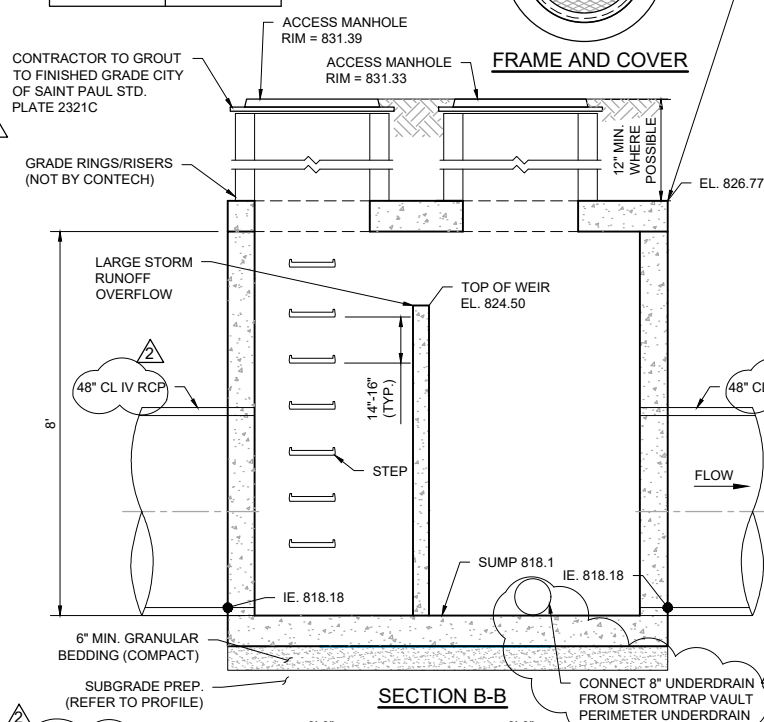 ACCESS MANHOLE
RIM = 831.39
FRAME AND COVER
CONTRACTOR TO GROUT
TO FINISHED GRADE CITY
OF SAINT PAUL STD.
PLATE 2321C
ACCESS MANHOLE
RIM = 831.33
12" MIN.
WHERE
POSSIBLE
GRADE RINGS/RISERS
(NOT BY CONTECH)
EL. 826.77
LARGE STORM
RUNOFF
OVERFLOW
TOP OF WEIR
EL. 824.50
2
48" CL IV RCP
48" CL
14"-16"
(TYP.)
8'
STEP
FLOW
SUMP 818.1
IE. 818.18
IE. 818.18
6" MIN. GRANULAR
BEDDING (COMPACT)
SUBGRADE PREP.
(REFER TO PROFILE)
SECTION B-B
CONNECT 8" UNDERDRAIN
FROM STROMTRAP VAULT
PERIMETER UNDERDRAIN
2